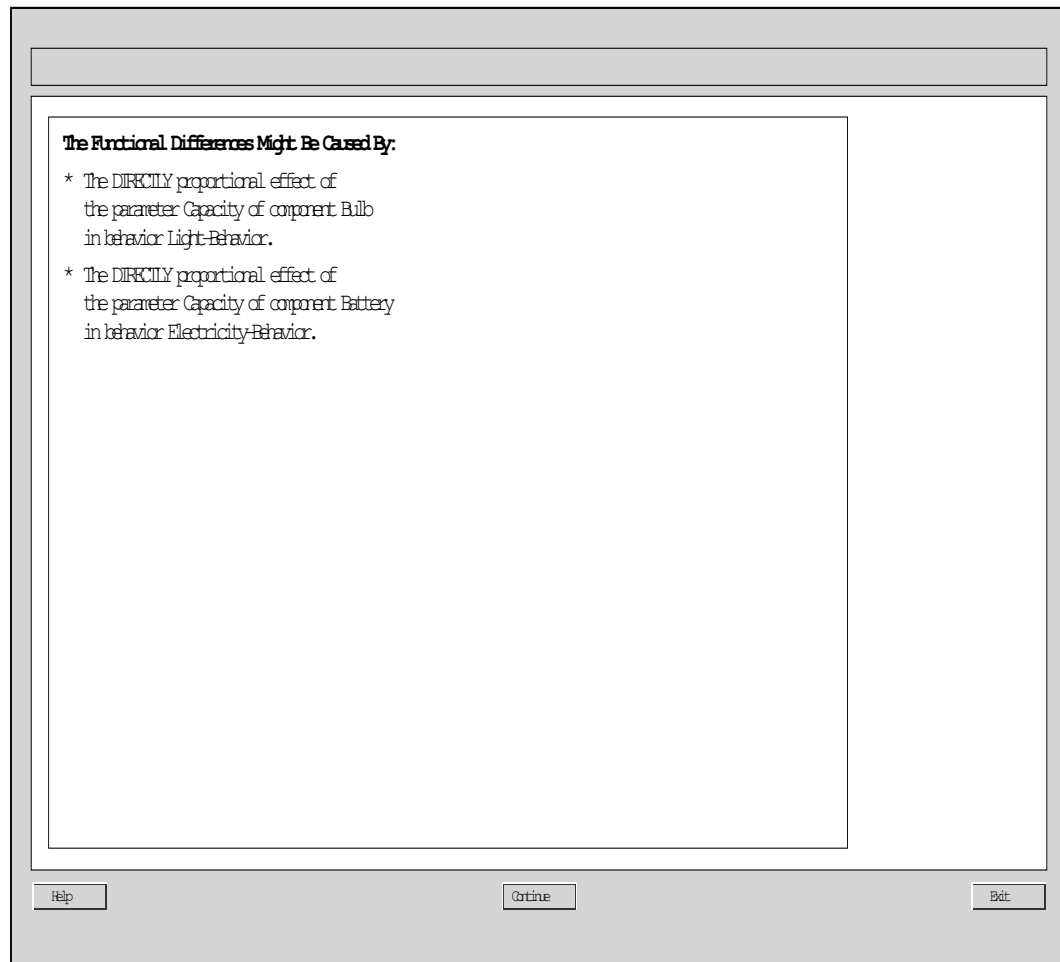 The Functional Differences Might Be Caused By:
* The DIRECTLY proportional effect of
the parameter Capacity of component Bulb
in behavior Light-Behavior.
* The DIRECTLY proportional effect of
the parameter Capacity of component Battery
in behavior Electricity-Behavior.
Help Continue Exit